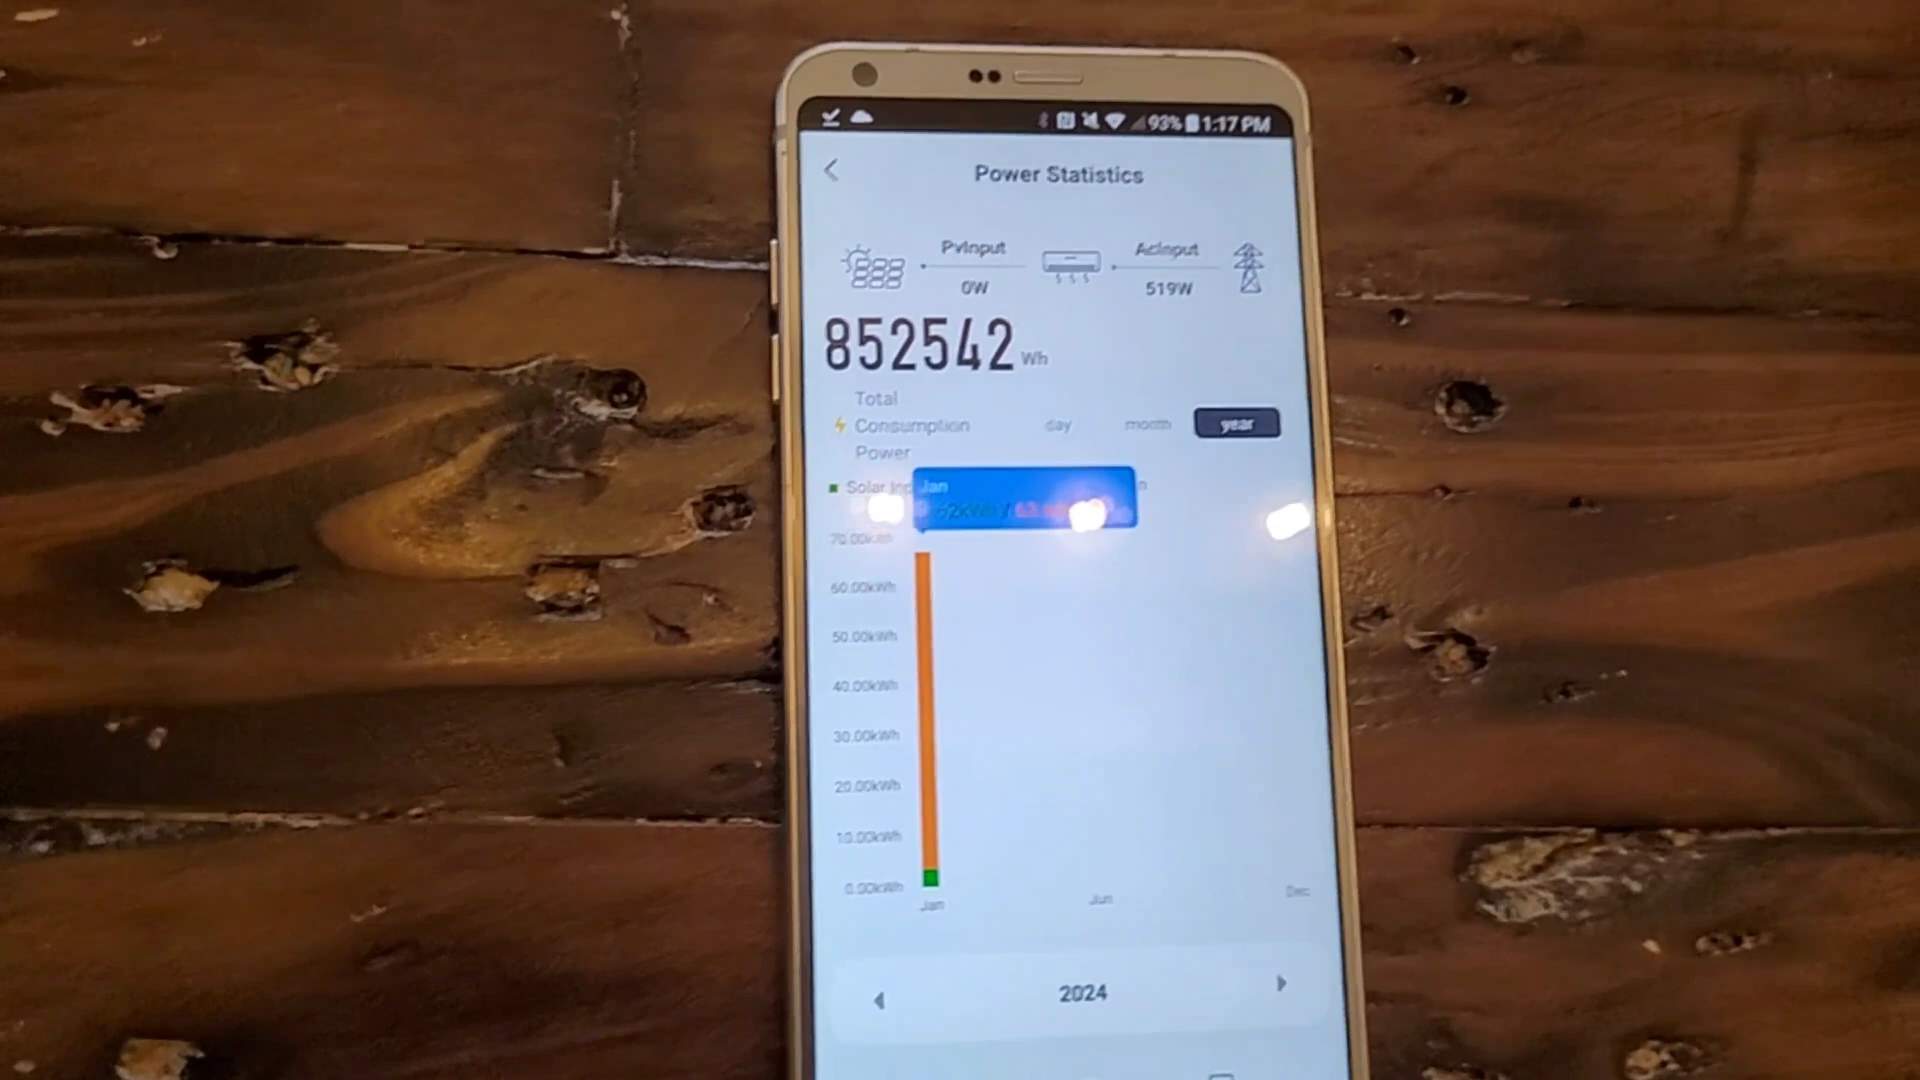 93% 1:17 PM
Power Statistics
PvInput
AcInput
0W
519W
852542 Wh
Total
Consumption
Power
day
month
year
Solar
Jan
70.00kWh
60.00kWh
50.00kWh
40.00kWh
30.00kWh
20.00kWh
10.00kWh
0.00kWh
Jan
Jun
Dec
2024